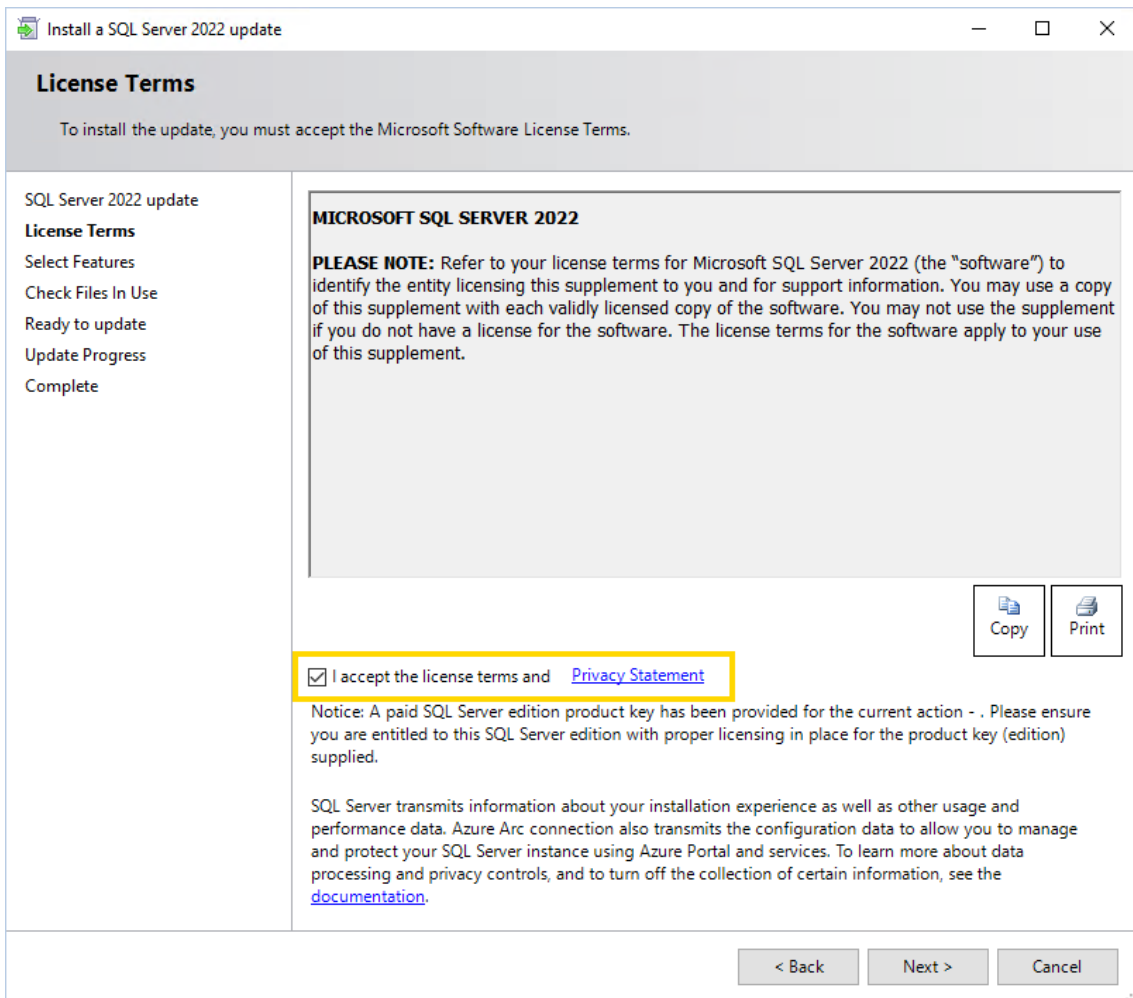 Install a SQL Server 2022 update
License Terms
To install the update, you must accept the Microsoft Software License Terms.
SQL Server 2022 update
License Terms
Select Features
Check Files In Use
Ready to update
Update Progress
Complete
MICROSOFT SQL SERVER 2022
PLEASE NOTE: Refer to your license terms for Microsoft SQL Server 2022 (the “software”) to
identify the entity licensing this supplement to you and for support information. You may use a copy
of this supplement with each validly licensed copy of the software. You may not use the supplement
if you do not have a license for the software. The license terms for the software apply to your use
of this supplement.
Copy
Print
I accept the license terms and Privacy Statement
Notice: A paid SQL Server edition product key has been provided for the current action - . Please ensure
you are entitled to this SQL Server edition with proper licensing in place for the product key (edition)
supplied.
SQL Server transmits information about your installation experience as well as other usage and
performance data. Azure Arc connection also transmits the configuration data to allow you to manage
and protect your SQL Server instance using Azure Portal and services. To learn more about data
processing and privacy controls, and to turn off the collection of certain information, see the
documentation.
< Back
Next >
Cancel